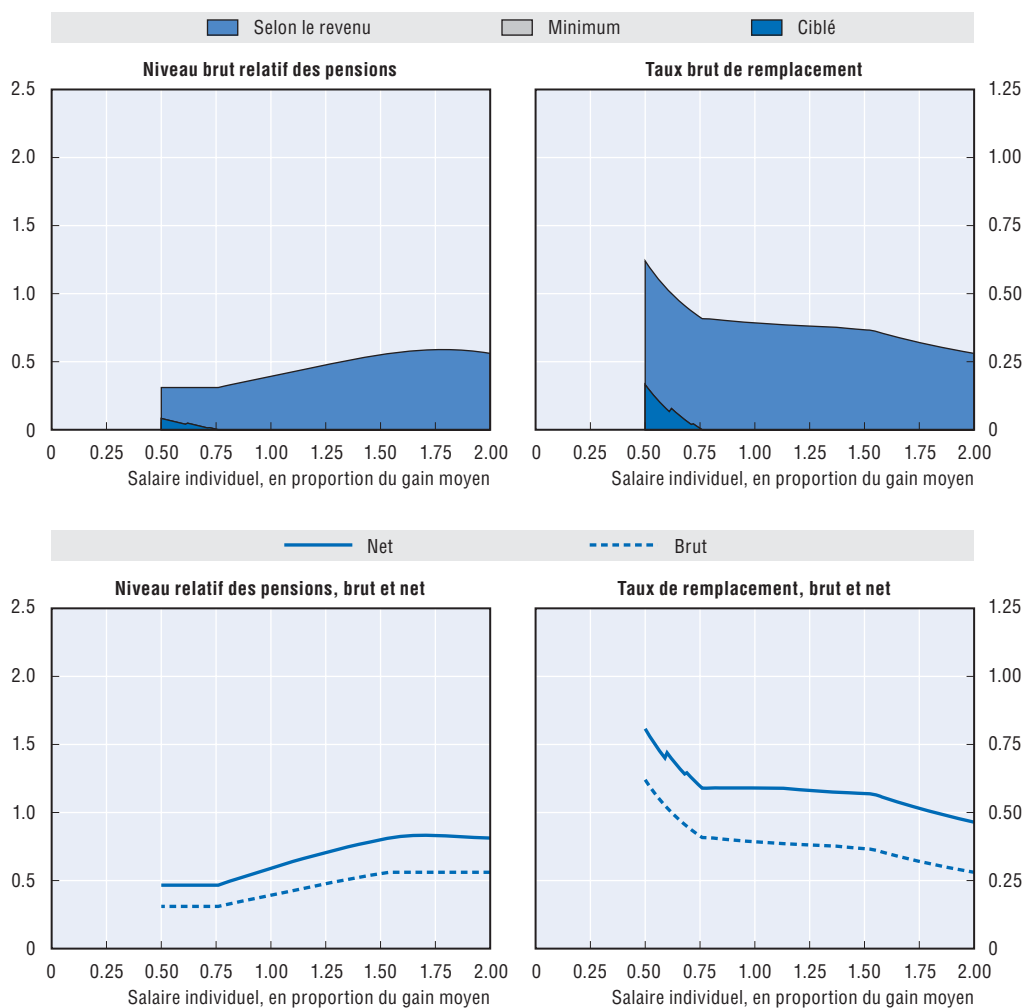 Selon le revenu Minimum Ciblé
Niveau brut relatif des pensions
2.5
2.0
1.5
1.0
0.5
0
0 0.25 0.50 0.75 1.00 1.25 1.50 1.75 2.00
Salaire individuel, en proportion du gain moyen
Taux brut de remplacement
1.25
1.00
0.75
0.50
0.25
0
0 0.25 0.50 0.75 1.00 1.25 1.50 1.75 2.00
Salaire individuel, en proportion du gain moyen
Net Brut
Niveau relatif des pensions, brut et net
2.5
2.0
1.5
1.0
0.5
0
0 0.25 0.50 0.75 1.00 1.25 1.50 1.75 2.00
Salaire individuel, en proportion du gain moyen
Taux de remplacement, brut et net
1.25
1.00
0.75
0.50
0.25
0
0 0.25 0.50 0.75 1.00 1.25 1.50 1.75 2.00
Salaire individuel, en proportion du gain moyen